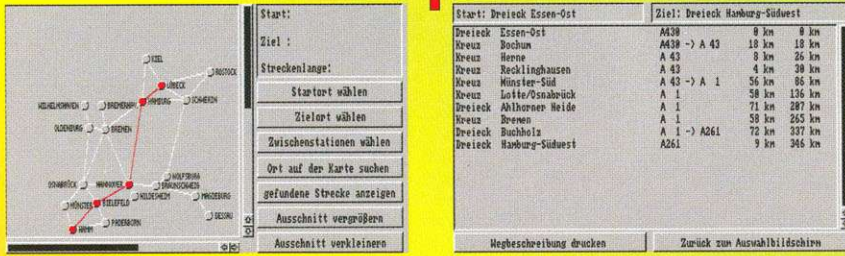 Start:
Ziel :
Streckenlange:
Startort wählen
Zielort wählen
Zwischenstationen wählen
Ort auf der Karte suchen
gefundene Strecke anzeigen
Ausschnitt vergrößern
Ausschnitt verkleinern
KIEL
ROSTOCK
LÜBECK
WILHELMSHAVEN
BREMERHAVN
HAMBURG
SCHWERIN
OLDENBURG
BREMEN
WOLFSBURG
OSNABRÜCK
HANNOVER
BRAUNSCHWEIG
HILDESHEIM
MAGDEBURG
MÜNSTER
BIELEFELD
PADERBORN
DESSAU
HAMM
Start: Dreieck Essen-Ost
Ziel: Dreieck Hamburg-Südwest
Dreieck Essen-Ost A430 0 km 0 km
Kreuz Bochum A430 -> A 43 18 km 18 km
Kreuz Herne A 43 8 km 26 km
Kreuz Recklinghausen A 43 4 km 30 km
Kreuz Münster-Süd A 43 -> A 1 56 km 86 km
Kreuz Lotte/Osnabrück A 1 50 km 136 km
Dreieck Ahlhorner Heide A 1 71 km 207 km
Kreuz Bremen A 1 58 km 265 km
Dreieck Buchholz A 1 -> A261 72 km 337 km
Dreieck Hamburg-Südwest A261 9 km 346 km
Wegbeschreibung drucken
Zurück zum Auswahlbildschirm